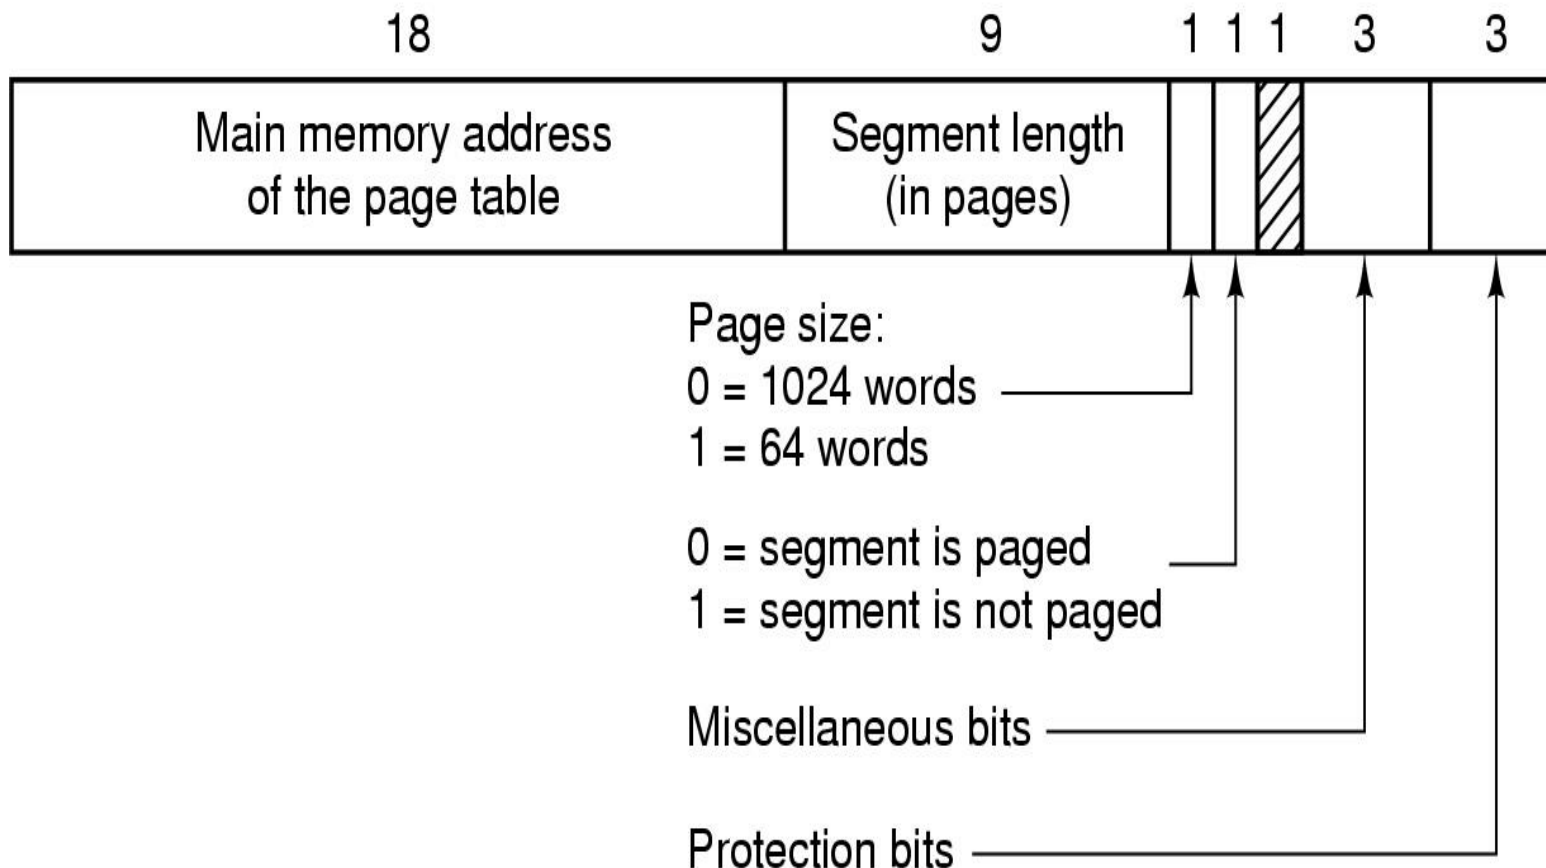 18 9 1 1 1 3 3
Main memory address
of the page table
Segment length
(in pages)
Page size:
0 = 1024 words
1 = 64 words
0 = segment is paged
1 = segment is not paged
Miscellaneous bits
Protection bits